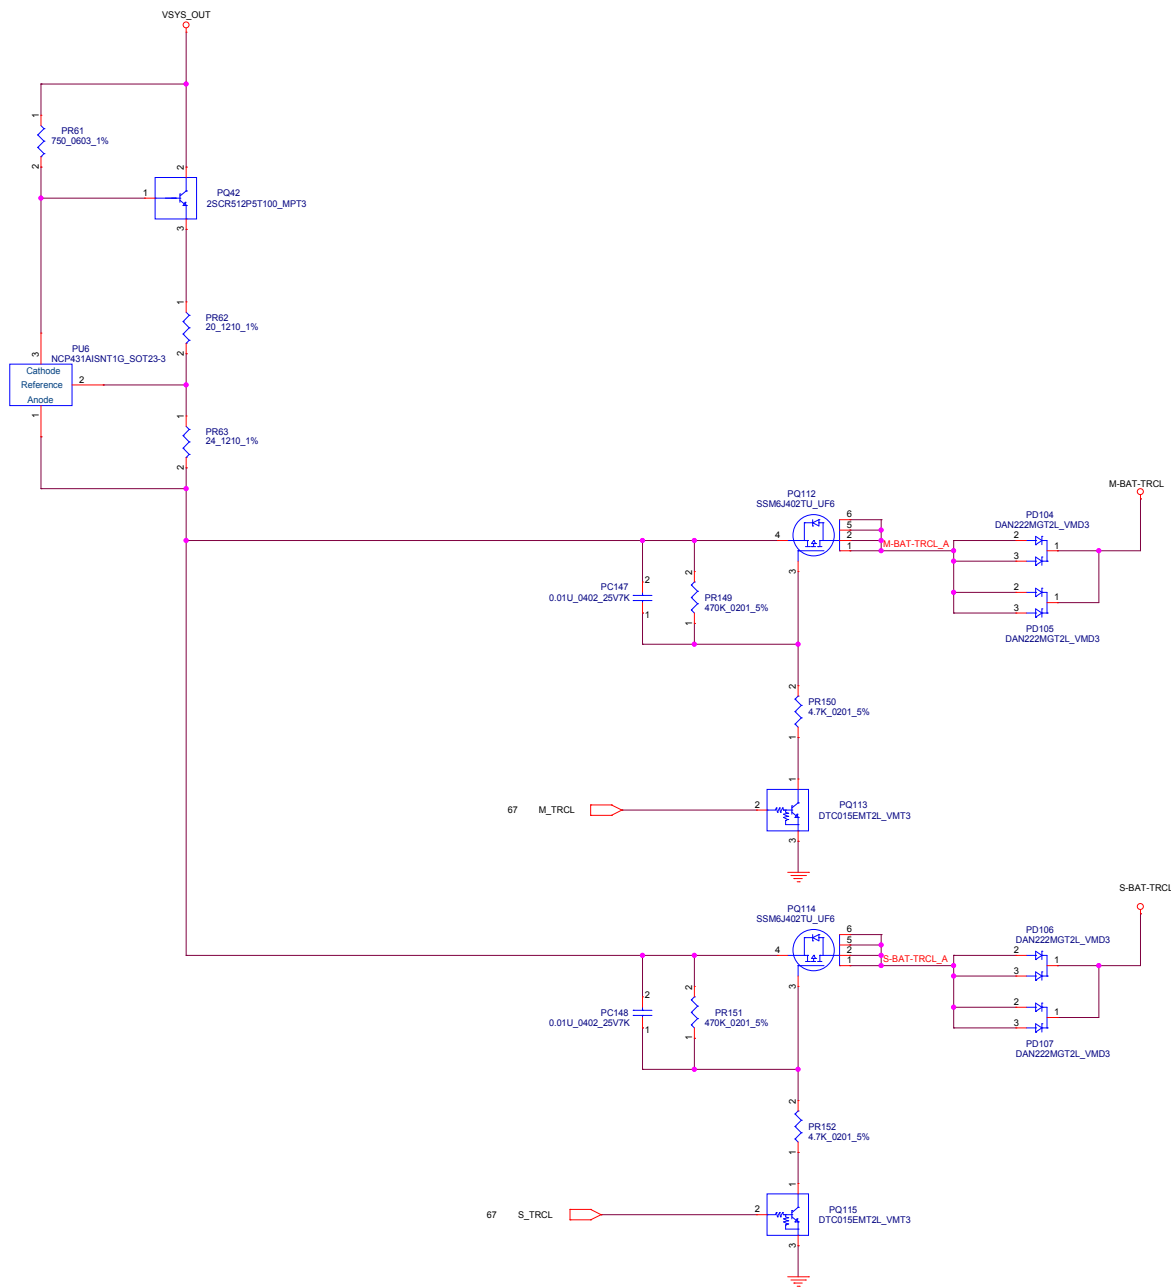 VSYS_OUT
1
PR61
750_0603_1%
2
2
1
PQ42
2SCR512P5T100_MPT3
3
1
PR62
20_1210_1%
2
PU6
NCP431AISNT1G_SOT23-3
3
Cathode
Reference
Anode
2
1
1
PR63
24_1210_1%
2
M-BAT-TRCL
PQ112
SSM6J402TU_UF6
4
6
5
2
1
3
M-BAT-TRCL_A
PD104
DAN222MGT2L_VMD3
2
3
1
2
3
1
PD105
DAN222MGT2L_VMD3
PC147
0.01U_0402_25V7K
2
1
2
PR149
470K_0201_5%
1
2
PR150
4.7K_0201_5%
1
1
67 M_TRCL
2
PQ113
DTC015EMT2L_VMT3
3
S-BAT-TRCL
PQ114
SSM6J402TU_UF6
4
6
5
2
1
3
S-BAT-TRCL_A
PD106
DAN222MGT2L_VMD3
2
3
1
2
3
1
PD107
DAN222MGT2L_VMD3
PC148
0.01U_0402_25V7K
2
1
2
PR151
470K_0201_5%
1
2
PR152
4.7K_0201_5%
1
1
67 S_TRCL
2
PQ115
DTC015EMT2L_VMT3
3